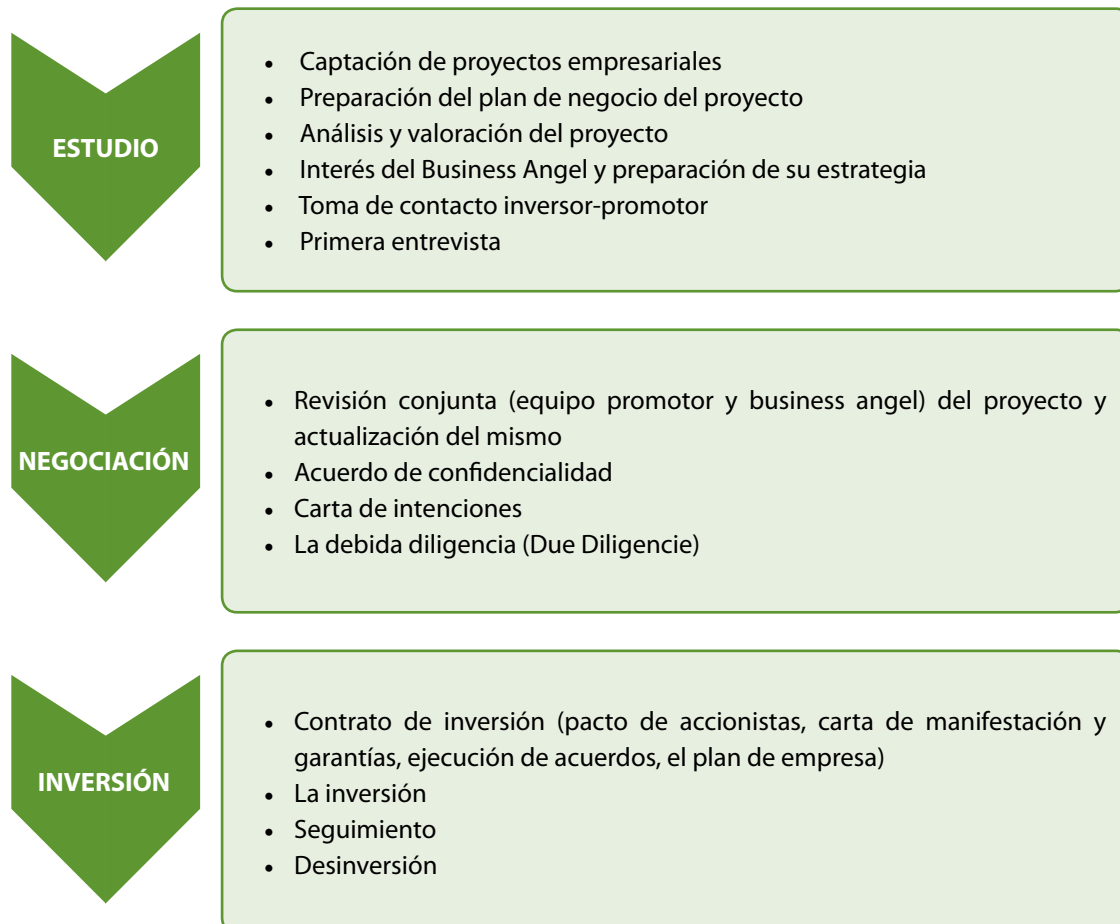 ESTUDIO
• Captación de proyectos empresariales
• Preparación del plan de negocio del proyecto
• Análisis y valoración del proyecto
• Interés del Business Angel y preparación de su estrategia
• Toma de contacto inversor-promotor
• Primera entrevista
NEGOCIACIÓN
• Revisión conjunta (equipo promotor y business angel) del proyecto y
actualización del mismo
• Acuerdo de confidencialidad
• Carta de intenciones
• La debida diligencia (Due Diligencie)
INVERSIÓN
• Contrato de inversión (pacto de accionistas, carta de manifestación y
garantías, ejecución de acuerdos, el plan de empresa)
• La inversión
• Seguimiento
• Desinversión